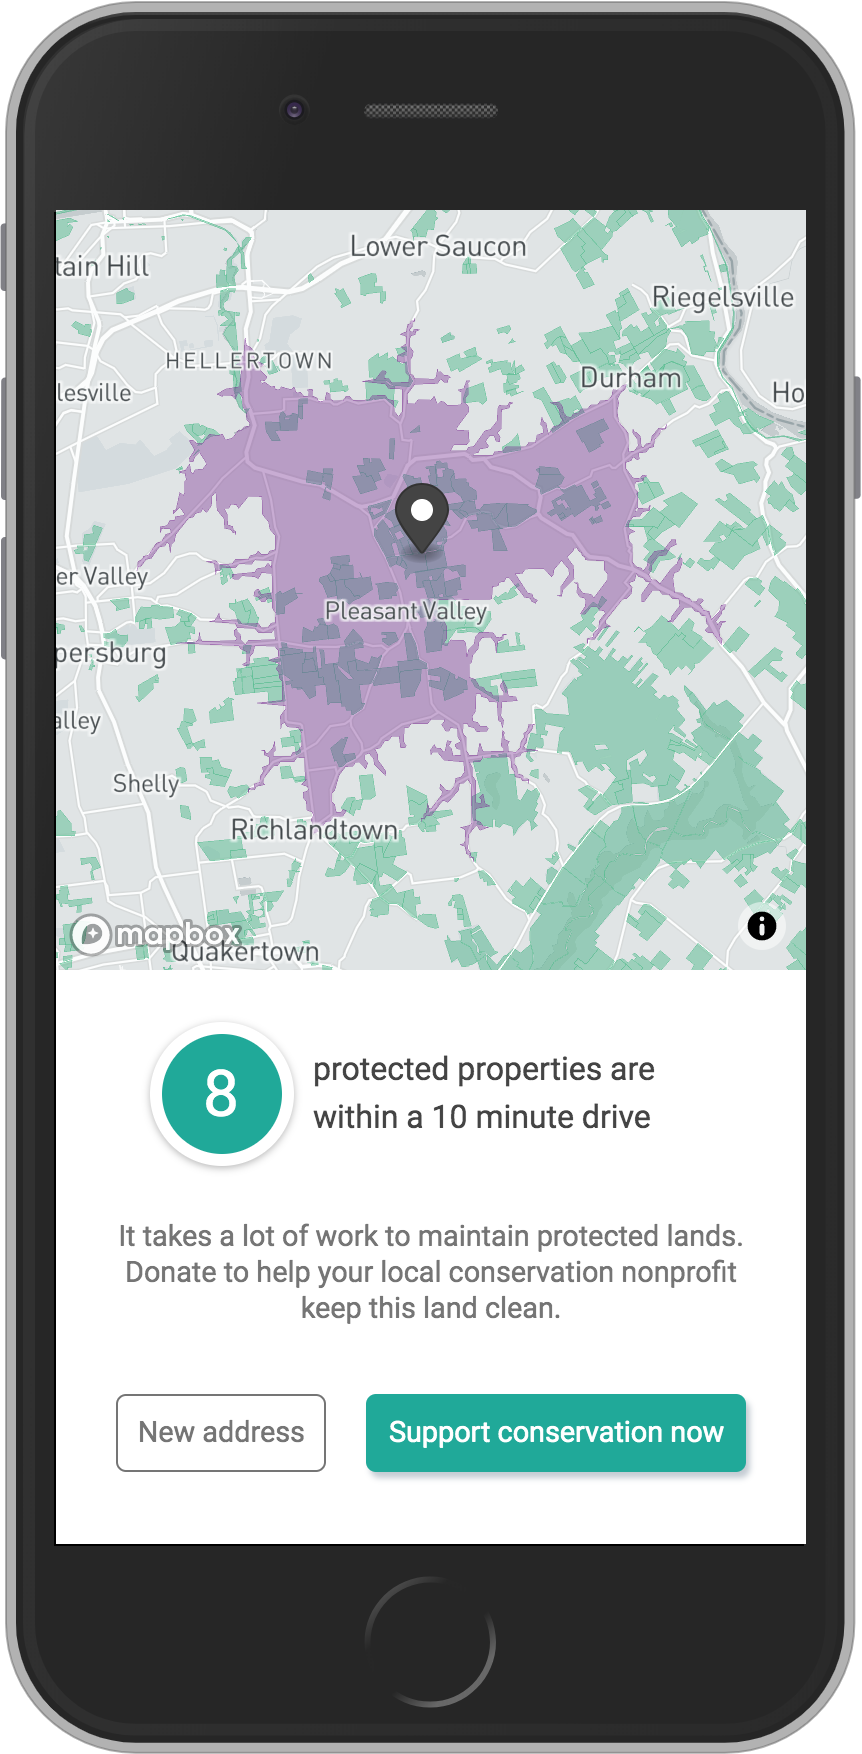 Lower Saucon
tain Hill
Riegelsville
HELLERTOWN
Durham
lesville
Ho
er Valley
Pleasant Valley
persburg
alley
Shelly
Richlandtown
mapbox
Quakertown
8
protected properties are
within a 10 minute drive
It takes a lot of work to maintain protected lands.
Donate to help your local conservation nonprofit
keep this land clean.
New address
Support conservation now